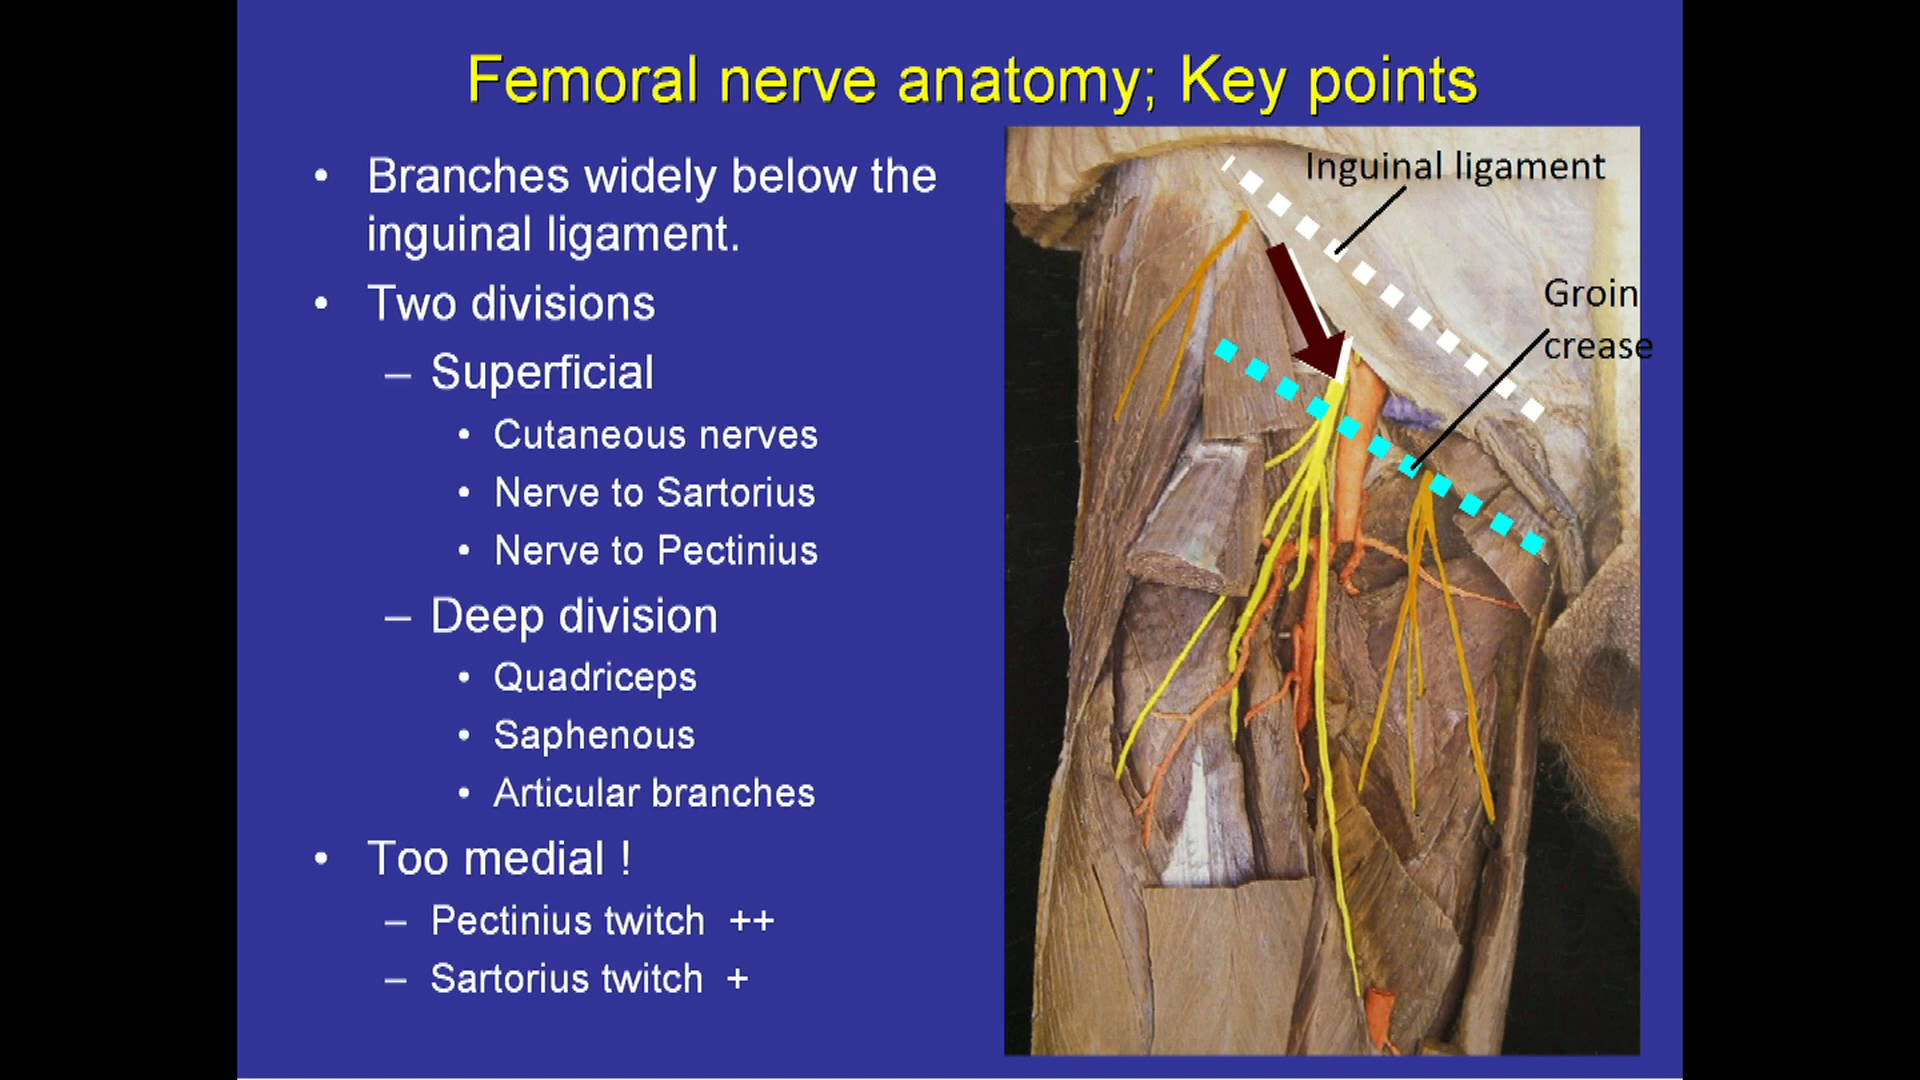 Femoral nerve anatomy; Key points
• Branches widely below the
inguinal ligament.
• Two divisions
– Superficial
• Cutaneous nerves
• Nerve to Sartorius
• Nerve to Pectinius
– Deep division
• Quadriceps
• Saphenous
• Articular branches
• Too medial !
– Pectinius twitch ++
– Sartorius twitch +
Inguinal ligament
Groin
crease